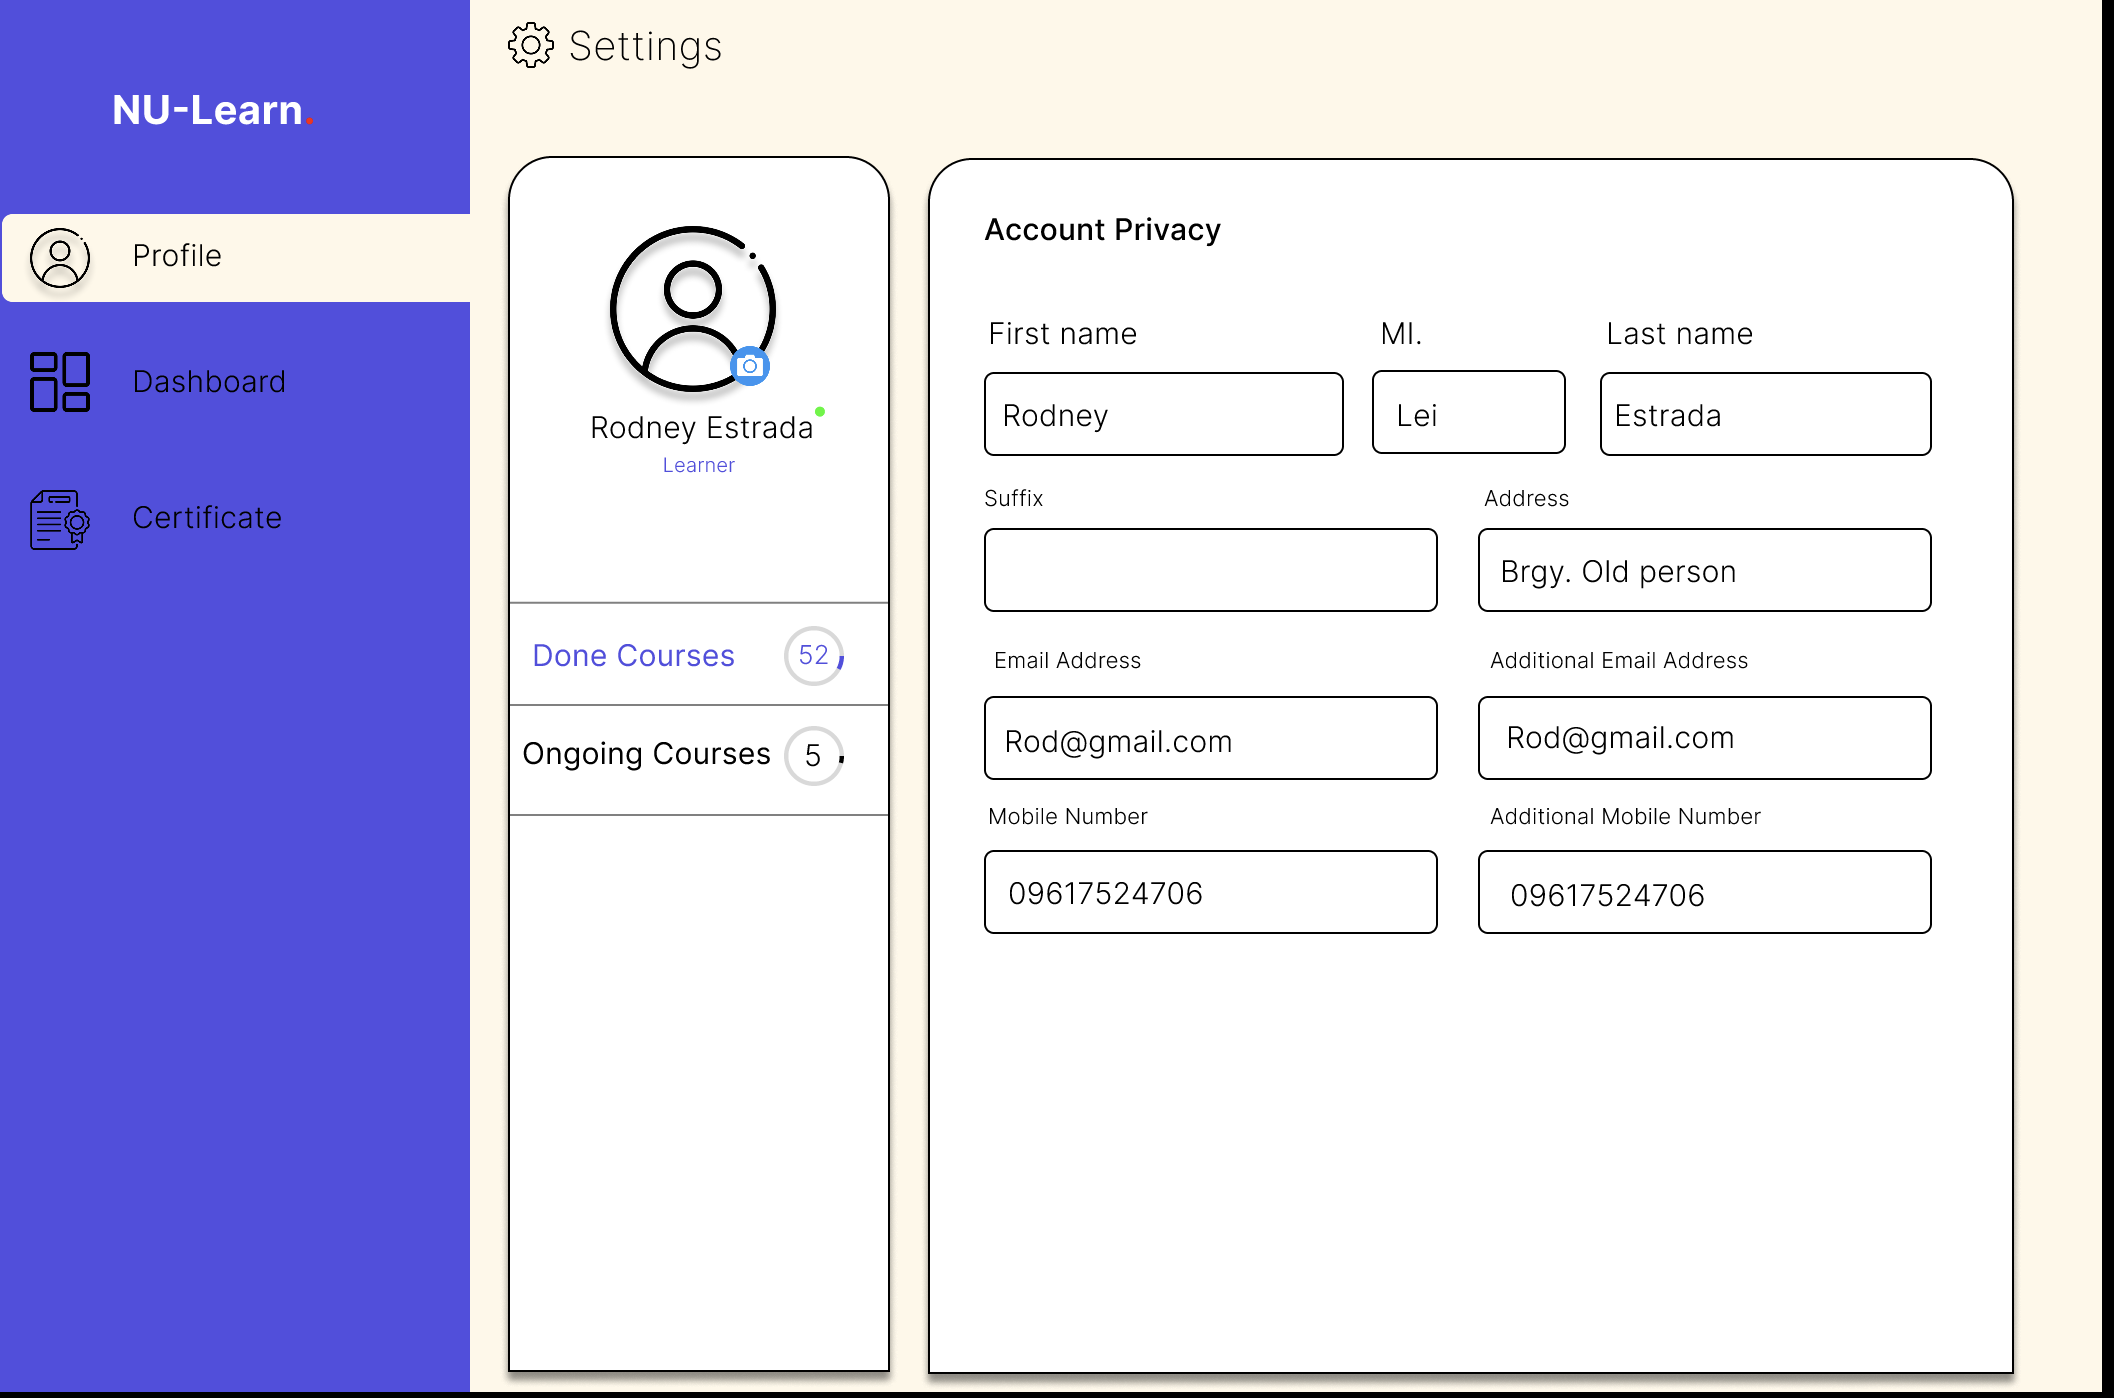 Settings
NU-Learn.
Profile
Dashboard
Certificate
Rodney Estrada
Learner
Done Courses 52
Ongoing Courses 5
Account Privacy
First name MI. Last name
Rodney Lei Estrada
Suffix Address
Brgy. Old person
Email Address Additional Email Address
Rod@gmail.com Rod@gmail.com
Mobile Number Additional Mobile Number
09617524706 09617524706